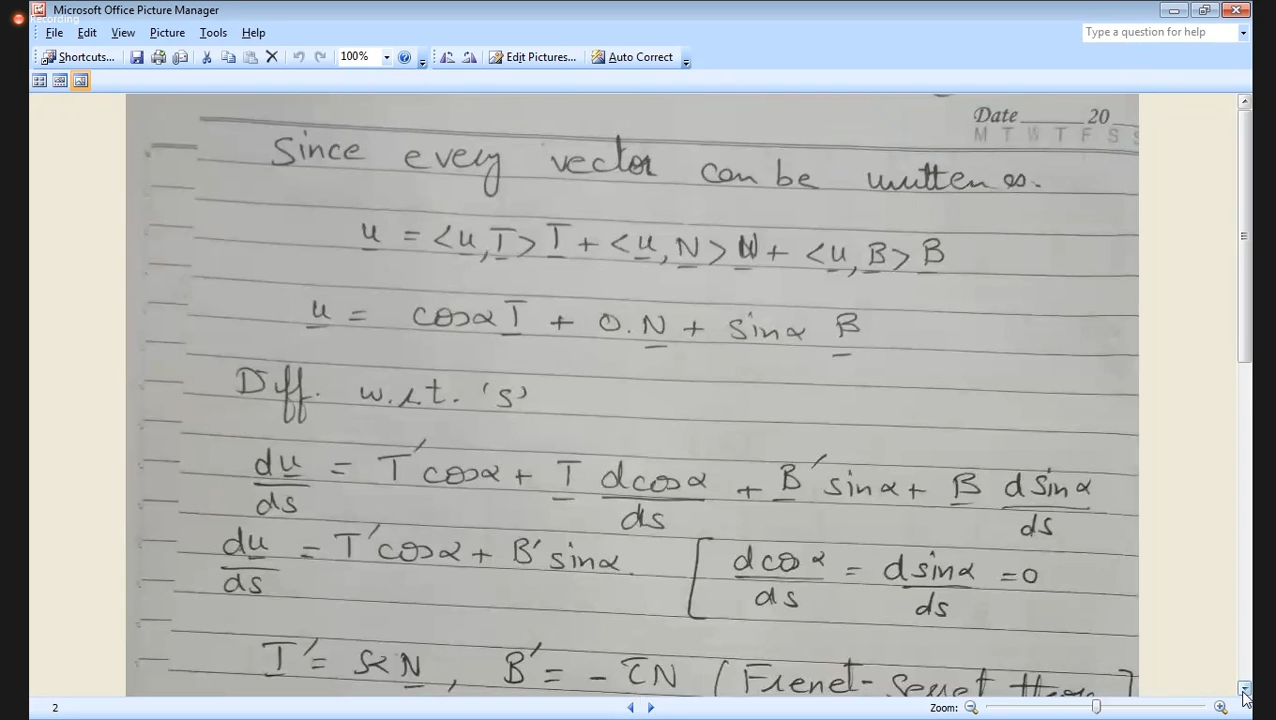 Microsoft Office Picture Manager
Recording
File Edit View Picture Tools Help
Type a question for help
Shortcuts... 100% Edit Pictures... Auto Correct
Date 20
M T W T F S S
Since every vector can be written as.
u = <u,T>T + <u,N>N + <u,B>B
u = cosα T + 0.N + sinα B
Diff. w.r.t. 's'
du/ds = T'cosα + T dcosα/ds + B'sinα + B dsinα/ds
du/ds = T'cosα + B'sinα. [dcosα/ds = dsinα/ds = 0
T' = κN, B' = -τN (Frenet-Serret
2
Zoom: